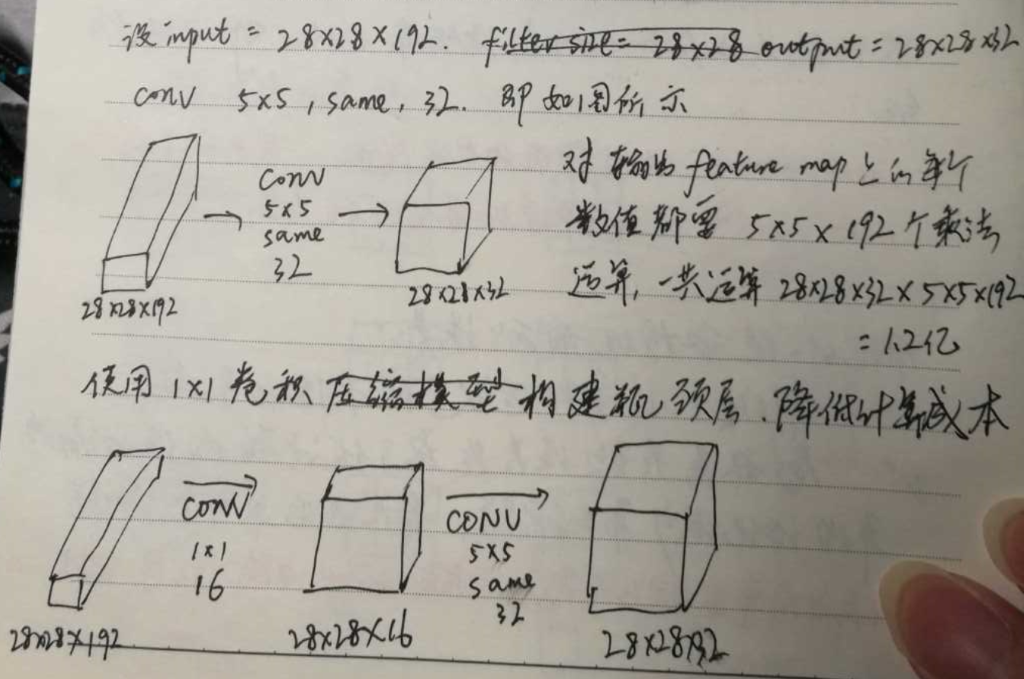 设 input = 28×28×192. filter size = 28×28 output = 28×28×32
CONV 5×5, same, 32. 即如图所示
对输出 feature map 上的每个
数值都要 5×5×192 个乘法
运算, 一共运算 28×28×32×5×5×192
= 1.2亿
CONV
5×5
same
32
28×28×192
28×28×32
使用 1×1 卷积 压缩模型 构建瓶颈层. 降低计算成本
CONV
1×1
16
CONV
5×5
same
32
28×28×192
28×28×16
28×28×32